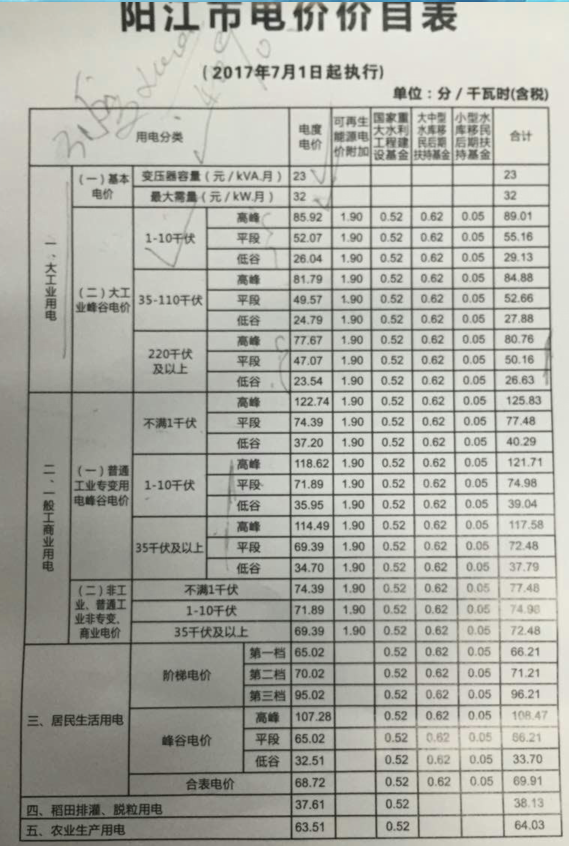 阳江市电价价目表
(2017年7月1日起执行)
单位：分/千瓦时(含税)
用电分类 电度电价 可再生能源电价附加 国家重大水利工程建设基金 大中型水库移民后期扶持基金 小型水库移民后期扶持基金 合计
一、大工业用电
(一)基本电价
变压器容量(元/kVA.月) 23 23
最大需量(元/kW.月) 32 32
(二)大工业峰谷电价
1-10千伏
高峰 85.92 1.90 0.52 0.62 0.05 89.01
平段 52.07 1.90 0.52 0.62 0.05 55.16
低谷 26.04 1.90 0.52 0.62 0.05 29.13
35-110千伏
高峰 81.79 1.90 0.52 0.62 0.05 84.88
平段 49.57 1.90 0.52 0.62 0.05 52.66
低谷 24.79 1.90 0.52 0.62 0.05 27.88
220千伏及以上
高峰 77.67 1.90 0.52 0.62 0.05 80.76
平段 47.07 1.90 0.52 0.62 0.05 50.16
低谷 23.54 1.90 0.52 0.62 0.05 26.63
二、一般工商业用电
(一)普通工业专变用电峰谷电价
不满1千伏
高峰 122.74 1.90 0.52 0.62 0.05 125.83
平段 74.39 1.90 0.52 0.62 0.05 77.48
低谷 37.20 1.90 0.52 0.62 0.05 40.29
1-10千伏
高峰 118.62 1.90 0.52 0.62 0.05 121.71
平段 71.89 1.90 0.52 0.62 0.05 74.98
低谷 35.95 1.90 0.52 0.62 0.05 39.04
35千伏及以上
高峰 114.49 1.90 0.52 0.62 0.05 117.58
平段 69.39 1.90 0.52 0.62 0.05 72.48
低谷 34.70 1.90 0.52 0.62 0.05 37.79
(二)非工业、普通工业非专变、商业电价
不满1千伏 74.39 1.90 0.52 0.62 0.05 77.48
1-10千伏 71.89 1.90 0.52 0.62 0.05 74.98
35千伏及以上 69.39 1.90 0.52 0.62 0.05 72.48
三、居民生活用电
阶梯电价
第一档 65.02 0.52 0.62 0.05 66.21
第二档 70.02 0.52 0.62 0.05 71.21
第三档 95.02 0.52 0.62 0.05 96.21
峰谷电价
高峰 107.28 0.52 0.62 0.05 108.47
平段 65.02 0.52 0.62 0.05 66.21
低谷 32.51 0.52 0.62 0.05 33.70
合表电价 68.72 0.52 0.62 0.05 69.91
四、稻田排灌、脱粒用电 37.61 0.52 38.13
五、农业生产用电 63.51 0.52 64.03